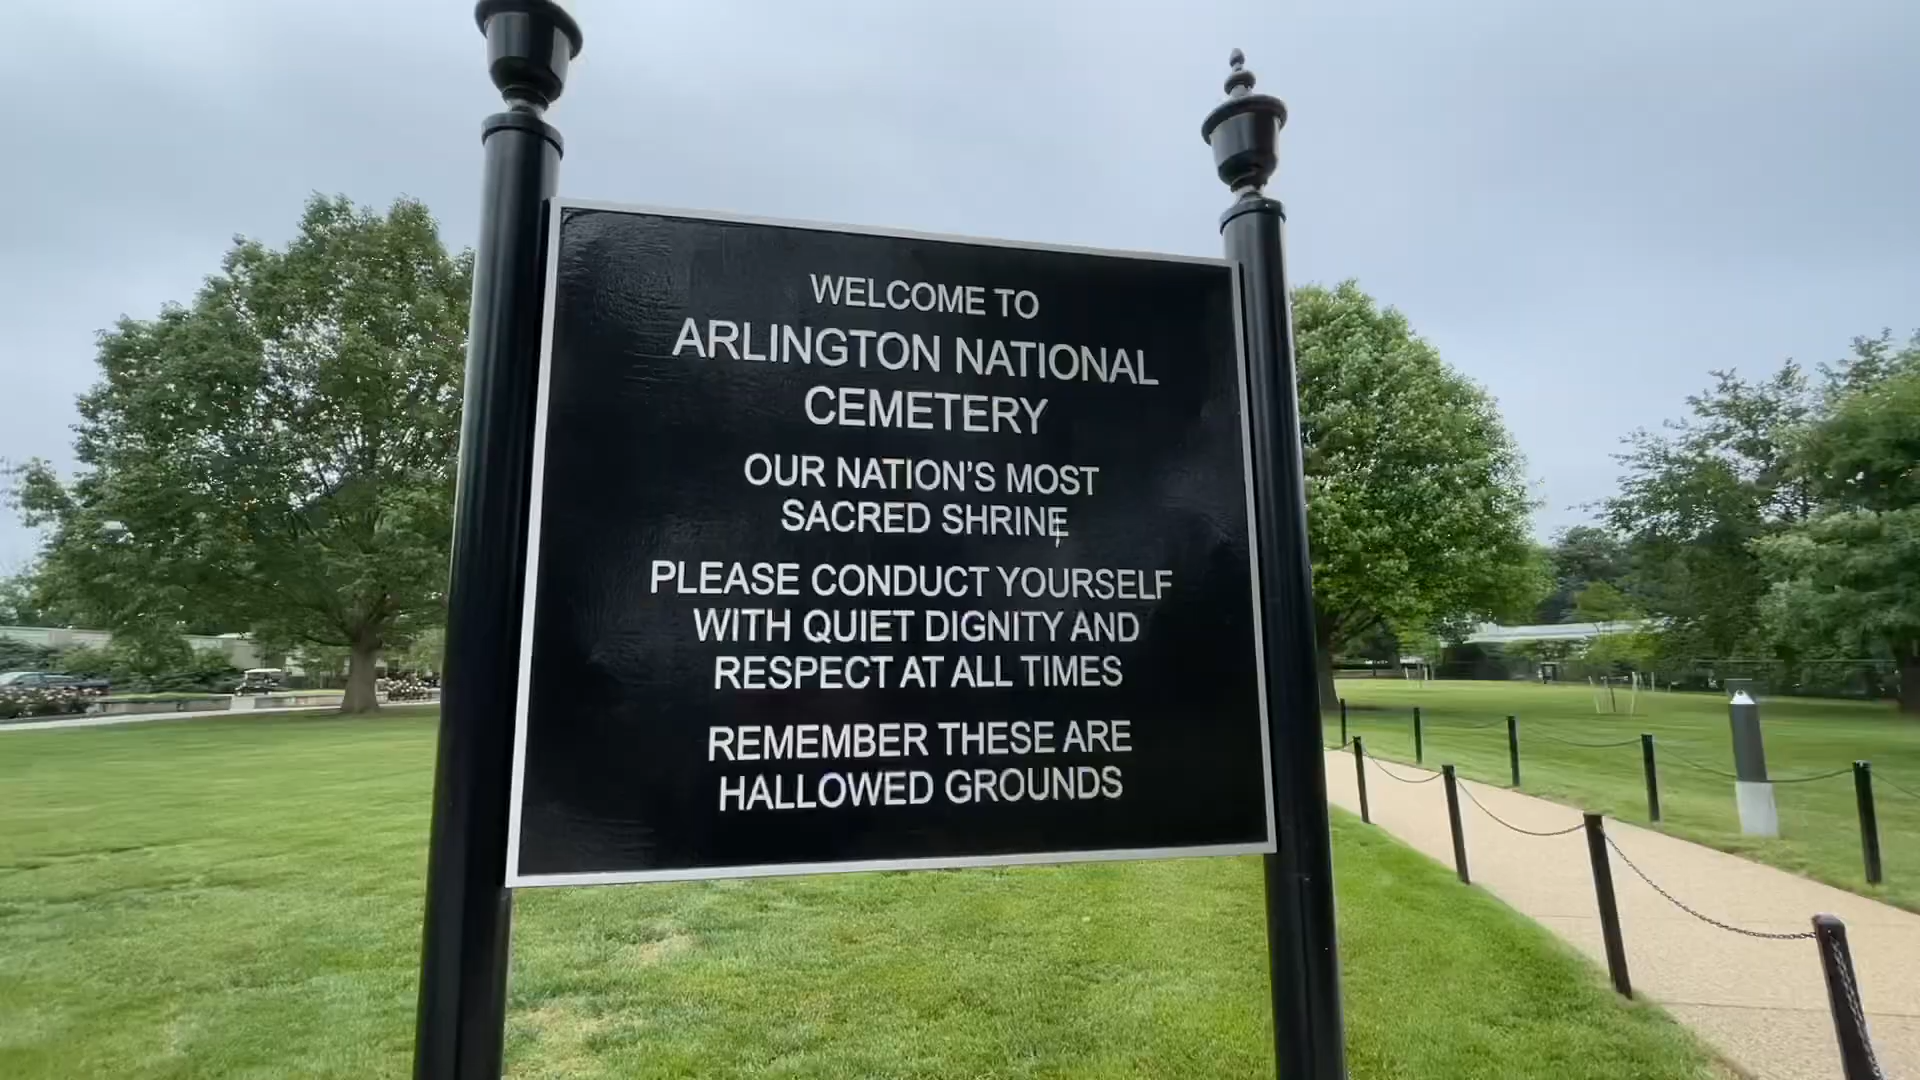 WELCOME TO
ARLINGTON NATIONAL
CEMETERY
OUR NATION'S MOST
SACRED SHRINE
PLEASE CONDUCT YOURSELF
WITH QUIET DIGNITY AND
RESPECT AT ALL TIMES
REMEMBER THESE ARE
HALLOWED GROUNDS